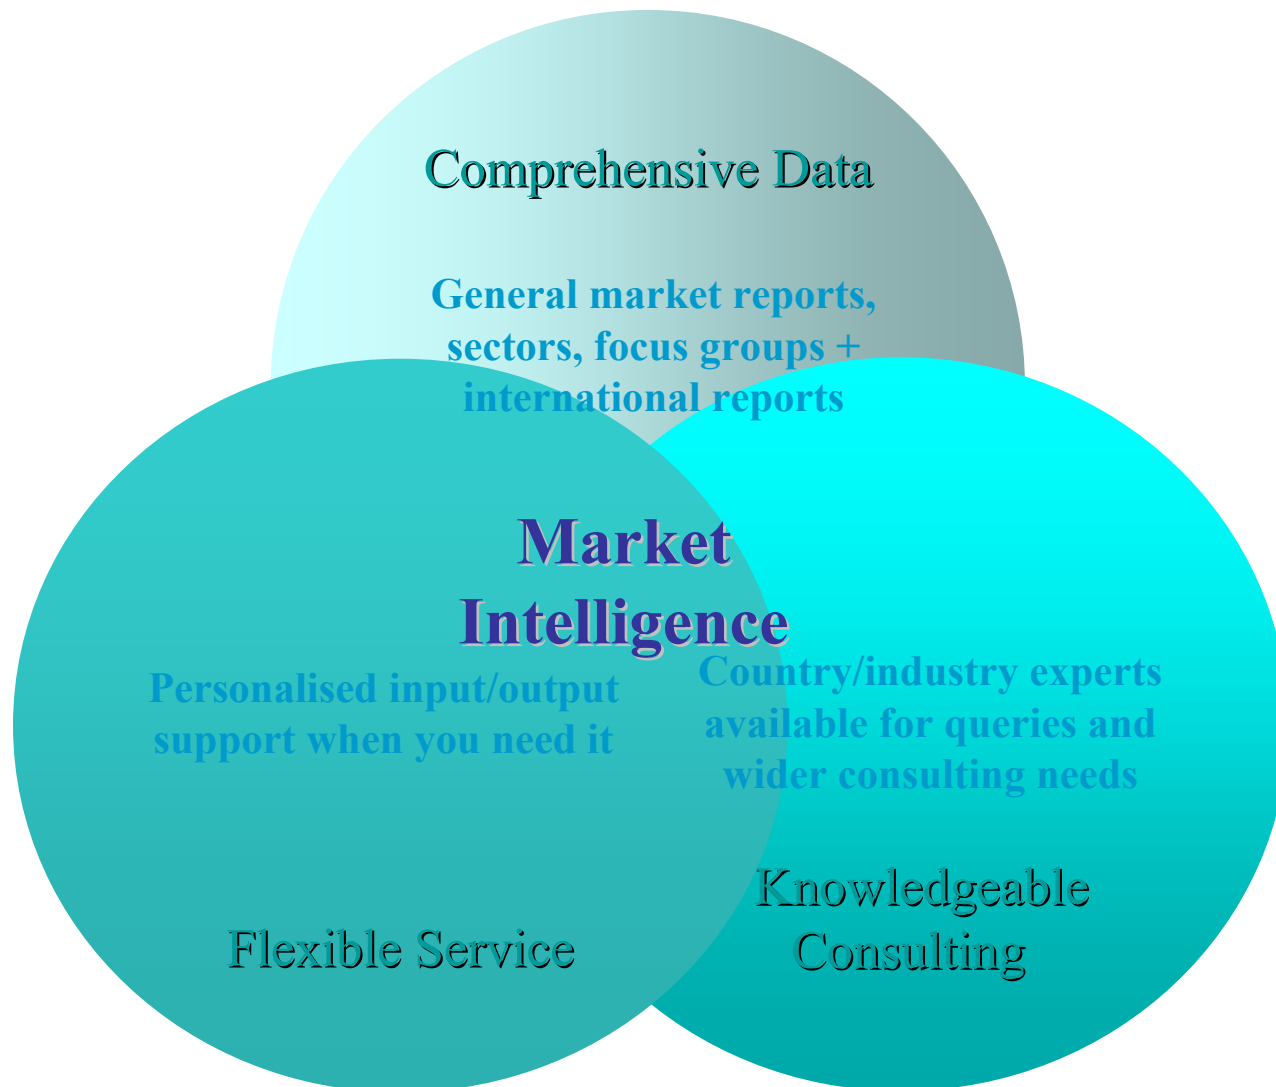 Comprehensive Data
General market reports,
sectors, focus groups +
international reports
Market
Intelligence
Personalised input/output
support when you need it
Country/industry experts
available for queries and
wider consulting needs
Flexible Service
Knowledgeable
Consulting